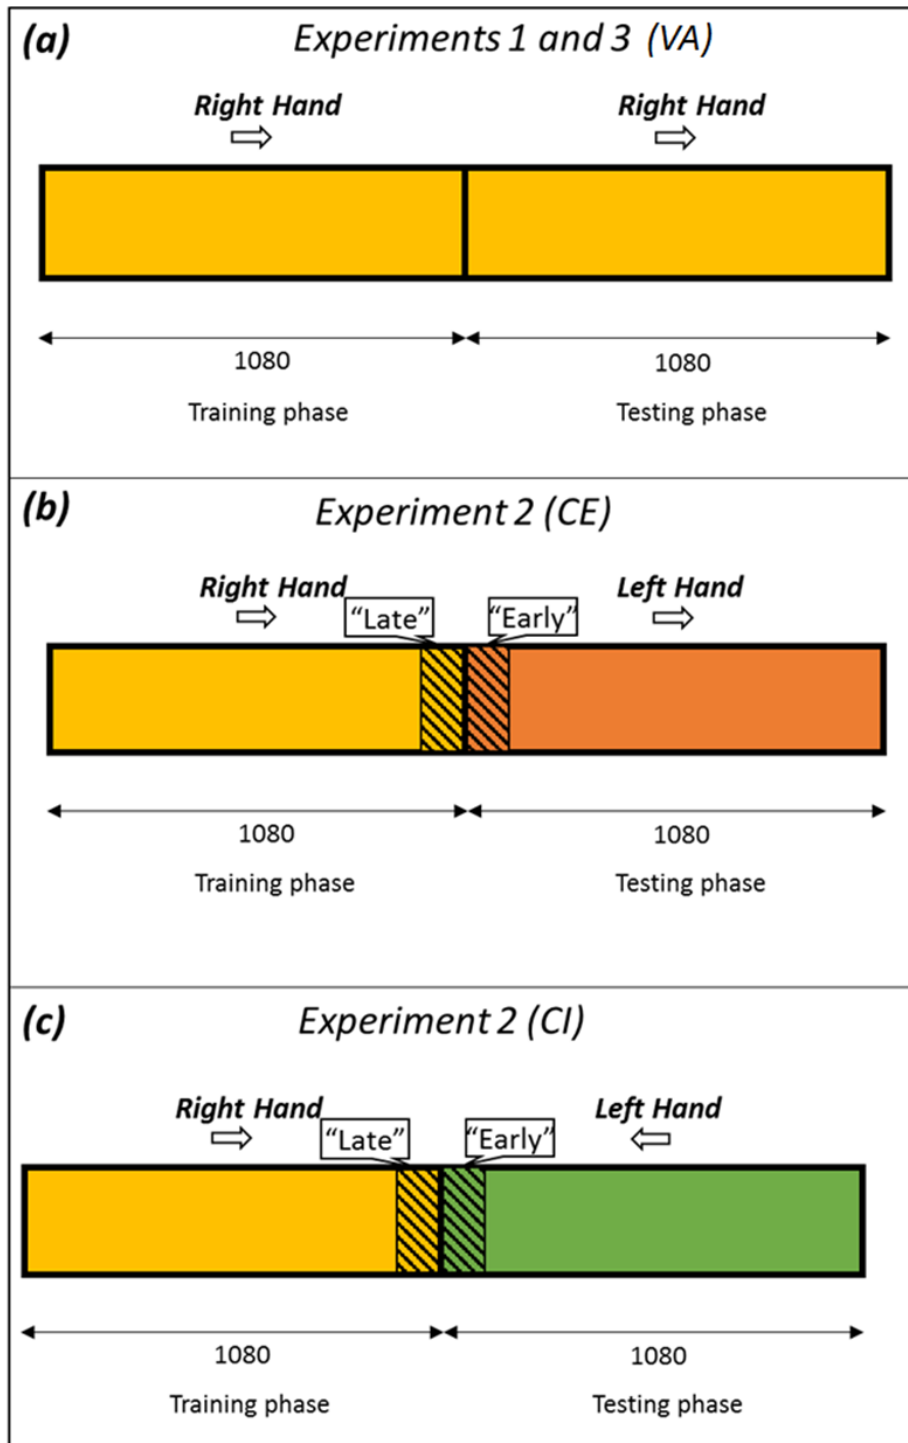 (a)
Experiments 1 and 3 (VA)
Right Hand
Right Hand
1080
1080
Training phase
Testing phase
(b)
Experiment 2 (CE)
Right Hand
Left Hand
"Late"
"Early"
1080
1080
Training phase
Testing phase
(c)
Experiment 2 (CI)
Right Hand
Left Hand
"Late"
"Early"
1080
1080
Training phase
Testing phase